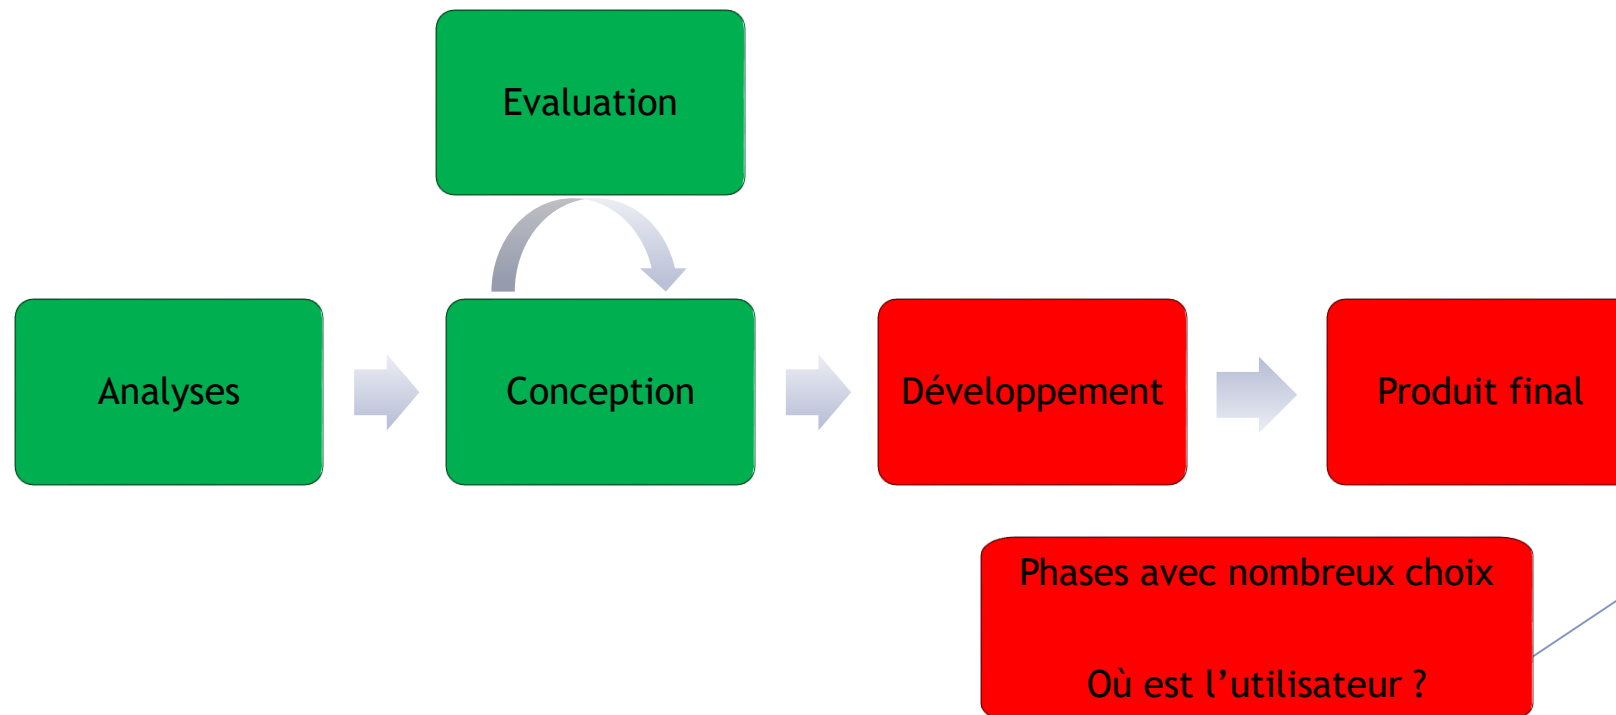 Evaluation
Analyses
Conception
Développement
Produit final
Phases avec nombreux choix
Où est l’utilisateur ?